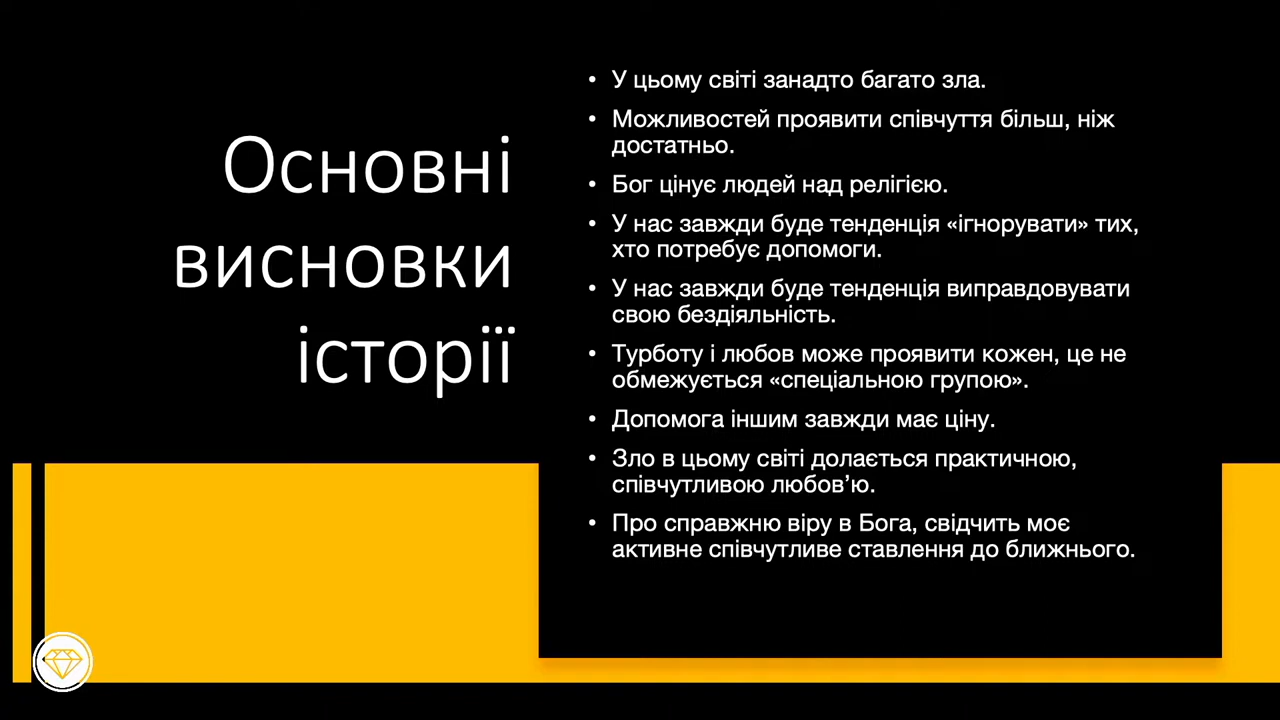 Основні
висновки
історії
• У цьому світі занадто багато зла.
• Можливостей проявити співчуття більш, ніж
достатньо.
• Бог цінує людей над релігією.
• У нас завжди буде тенденція «ігнорувати» тих,
хто потребує допомоги.
• У нас завжди буде тенденція виправдовувати
свою бездіяльність.
• Турботу і любов може проявити кожен, це не
обмежується «спеціальною групою».
• Допомога іншим завжди має ціну.
• Зло в цьому світі долається практичною,
співчутливою любов’ю.
• Про справжню віру в Бога, свідчить моє
активне співчутливе ставлення до ближнього.